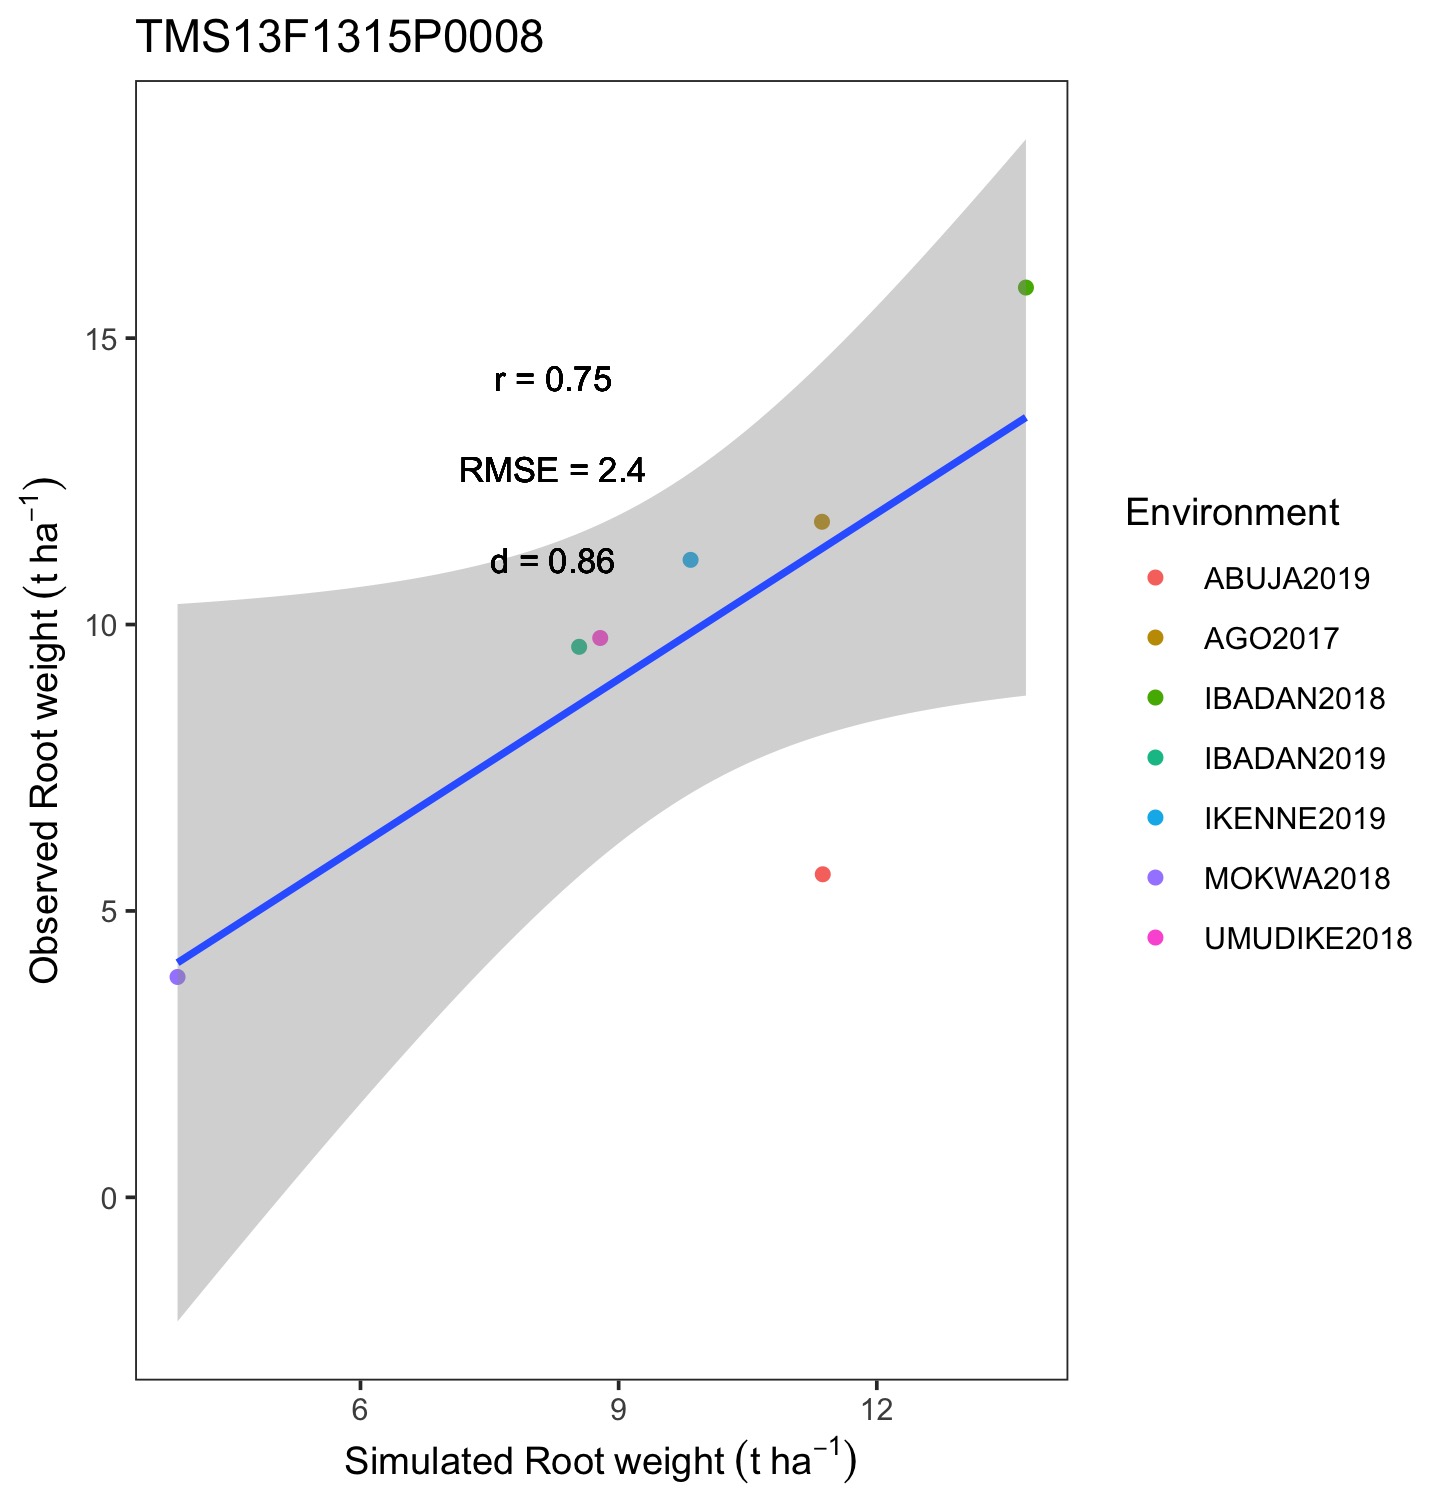 TMS13F1315P0008
15
10
5
0
r = 0.75
RMSE = 2.4
d = 0.86
Observed Root weight (t ha⁻¹)
6
9
12
Simulated Root weight (t ha⁻¹)
Environment
ABUJA2019
AGO2017
IBADAN2018
IBADAN2019
IKENNE2019
MOKWA2018
UMUDIKE2018